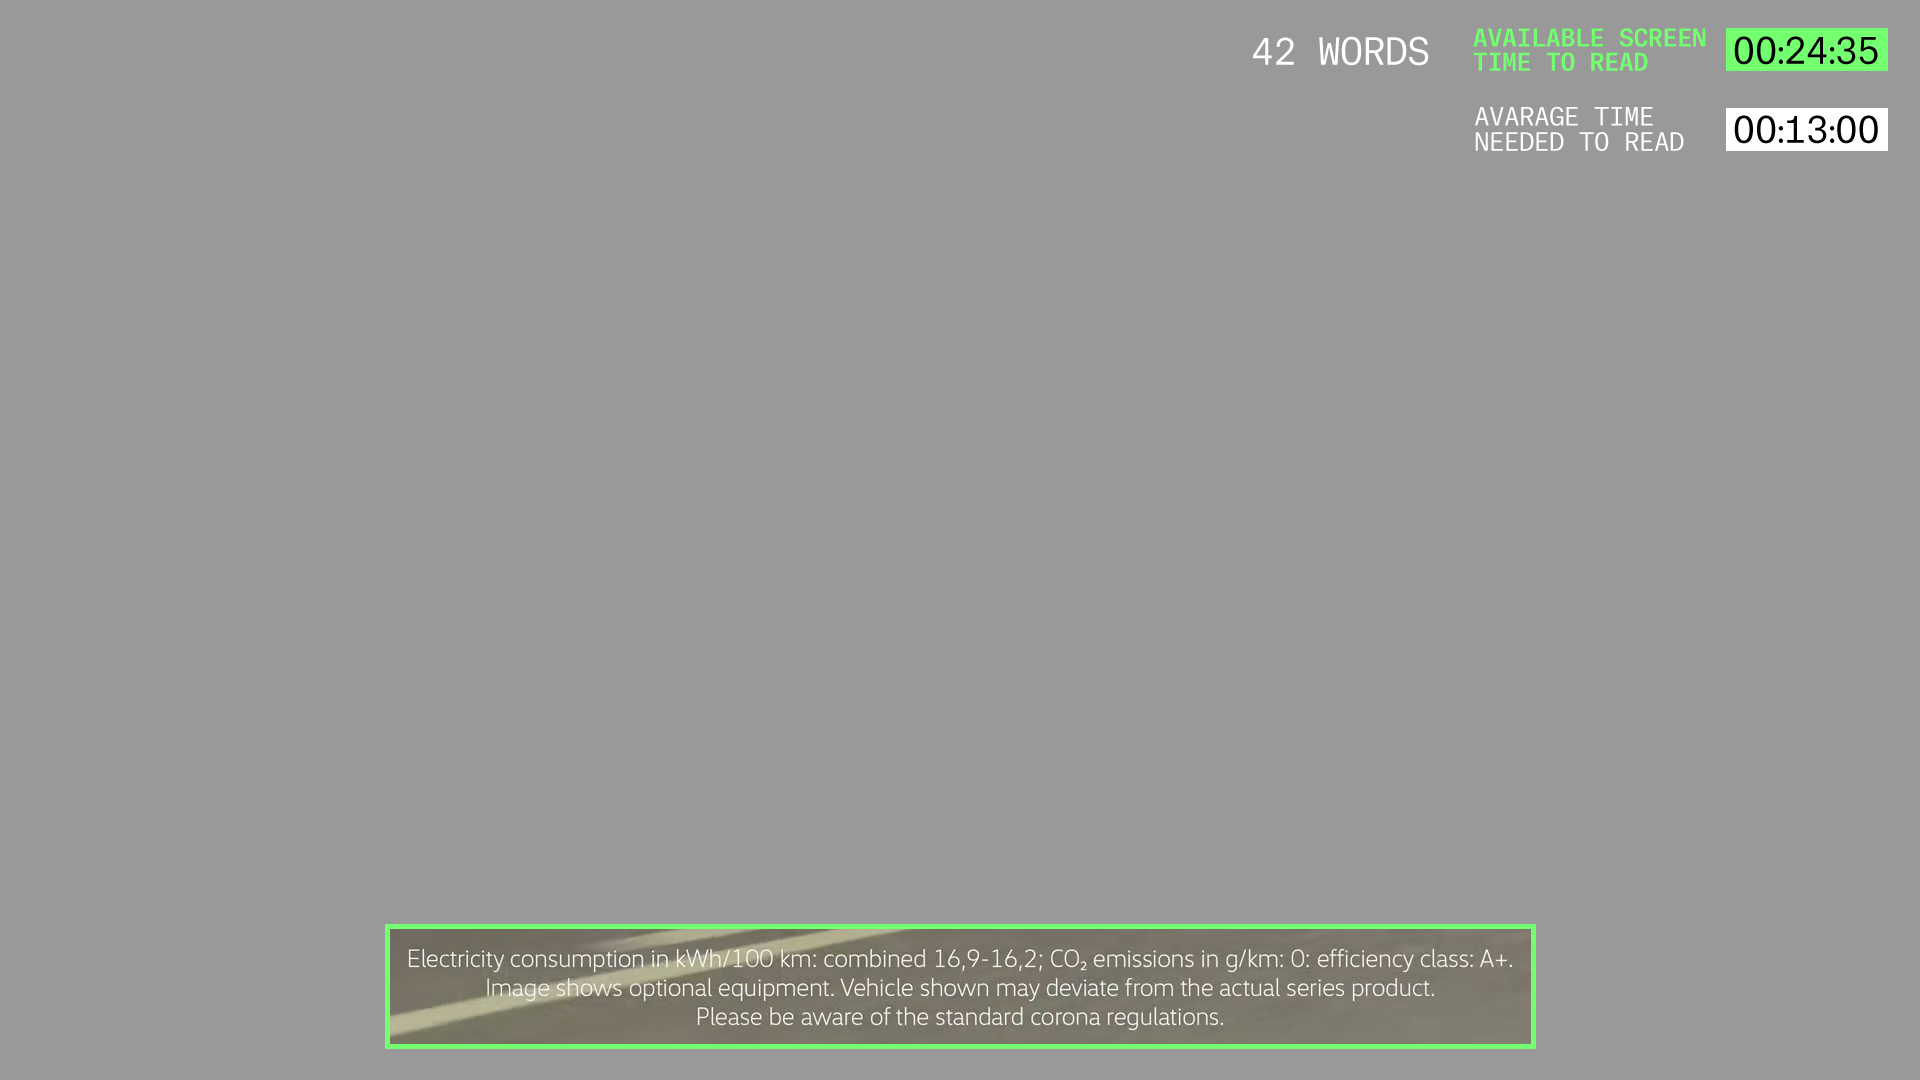 42 WORDS
AVAILABLE SCREEN
TIME TO READ
00:24:35
AVARAGE TIME
NEEDED TO READ
00:13:00
Electricity consumption in kWh/100 km: combined 16,9-16,2; CO₂ emissions in g/km: 0: efficiency class: A+.
Image shows optional equipment. Vehicle shown may deviate from the actual series product.
Please be aware of the standard corona regulations.